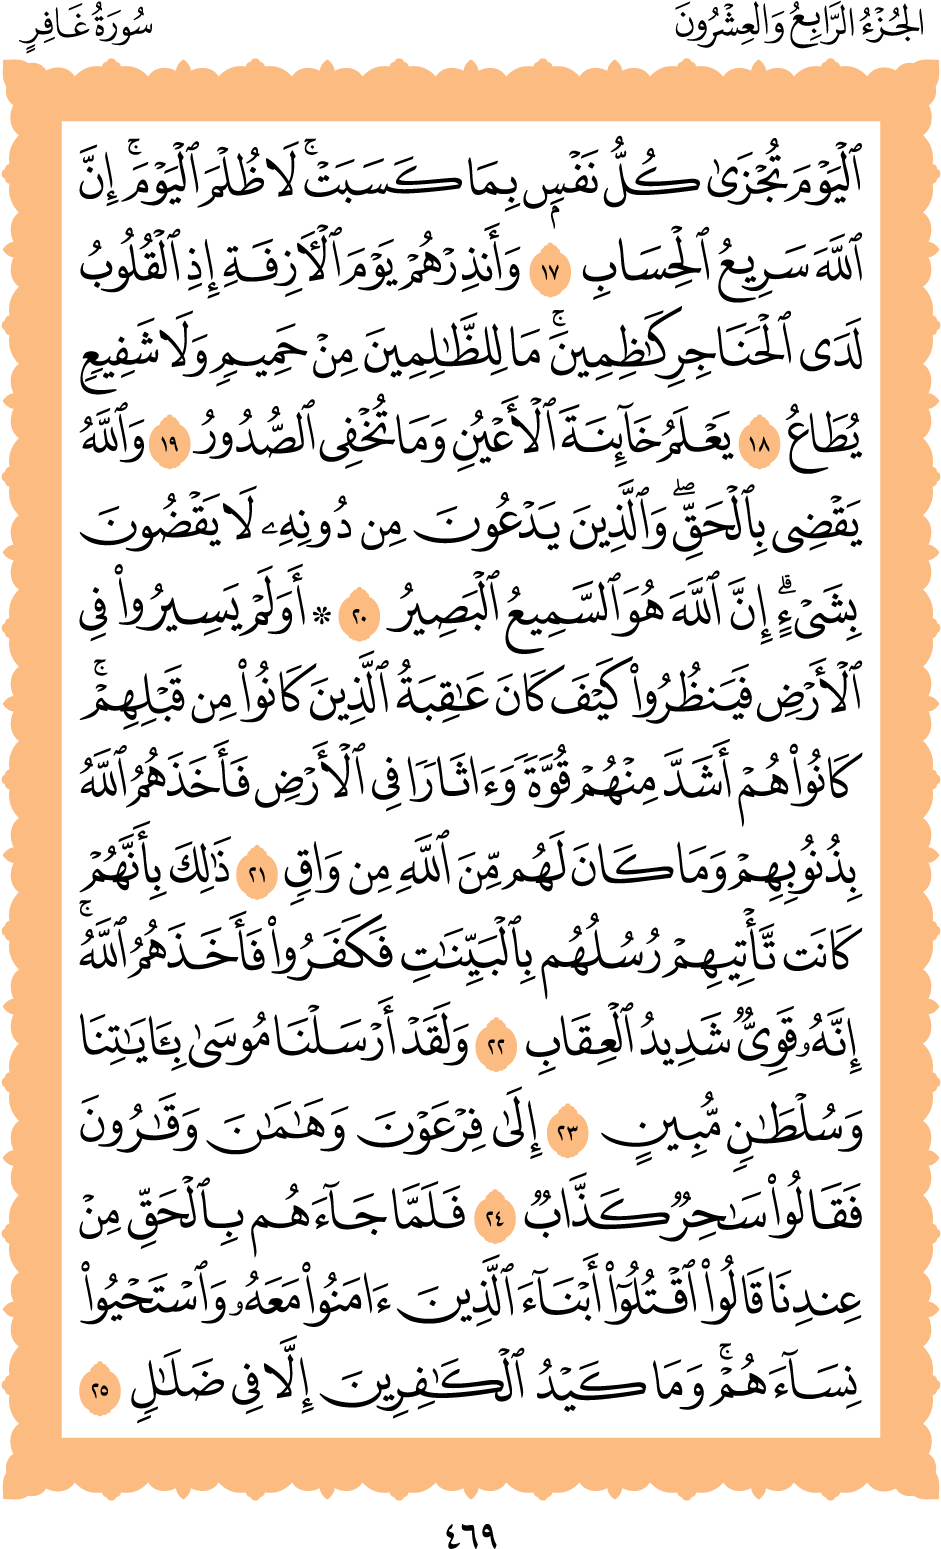 الجُزْءُ الرَّابِعُ وَالعِشْرُونَ
سُورَةُ غَافِرٍ
ٱلْيَوْمَ تُجْزَىٰ كُلُّ نَفْسٍۭ بِمَا كَسَبَتْۚ لَا ظُلْمَ ٱلْيَوْمَۚ إِنَّ
ٱللَّهَ سَرِيعُ ٱلْحِسَابِ ١٧ وَأَنذِرْهُمْ يَوْمَ ٱلْأٓزِفَةِ إِذِ ٱلْقُلُوبُ
لَدَى ٱلْحَنَاجِرِ كَٰظِمِينَۚ مَا لِلظَّٰلِمِينَ مِنْ حَمِيمٖ وَلَا شَفِيعٖ
يُطَاعُ ١٨ يَعْلَمُ خَآئِنَةَ ٱلْأَعْيُنِ وَمَا تُخْفِى ٱلصُّدُورُ ١٩ وَٱللَّهُ
يَقْضِى بِٱلْحَقِّۖ وَٱلَّذِينَ يَدْعُونَ مِن دُونِهِۦ لَا يَقْضُونَ
بِشَىْءٍۗ إِنَّ ٱللَّهَ هُوَ ٱلسَّمِيعُ ٱلْبَصِيرُ ٢٠ * أَوَلَمْ يَسِيرُوا۟ فِى
ٱلْأَرْضِ فَيَنظُرُوا۟ كَيْفَ كَانَ عَٰقِبَةُ ٱلَّذِينَ كَانُوا۟ مِن قَبْلِهِمْۚ
كَانُوا۟ هُمْ أَشَدَّ مِنْهُمْ قُوَّةٗ وَءَاثَارٗا فِى ٱلْأَرْضِ فَأَخَذَهُمُ ٱللَّهُ
بِذُنُوبِهِمْ وَمَا كَانَ لَهُم مِّنَ ٱللَّهِ مِن وَاقٖ ٢١ ذَٰلِكَ بِأَنَّهُمْ
كَانَت تَّأْتِيهِمْ رُسُلُهُم بِٱلْبَيِّنَٰتِ فَكَفَرُوا۟ فَأَخَذَهُمُ ٱللَّهُۚ
إِنَّهُۥ قَوِىّٞ شَدِيدُ ٱلْعِقَابِ ٢٢ وَلَقَدْ أَرْسَلْنَا مُوسَىٰ بِـَٔايَٰتِنَا
وَسُلْطَٰنٖ مُّبِينٍ ٢٣ إِلَىٰ فِرْعَوْنَ وَهَٰمَٰنَ وَقَٰرُونَ
فَقَالُوا۟ سَٰحِرٞ كَذَّابٞ ٢٤ فَلَمَّا جَآءَهُم بِٱلْحَقِّ مِنْ
عِندِنَا قَالُوا۟ ٱقْتُلُوٓا۟ أَبْنَآءَ ٱلَّذِينَ ءَامَنُوا۟ مَعَهُۥ وَٱسْتَحْيُوا۟
نِسَآءَهُمْۚ وَمَا كَيْدُ ٱلْكَٰفِرِينَ إِلَّا فِى ضَلَٰلٖ ٢٥
٤٦٩